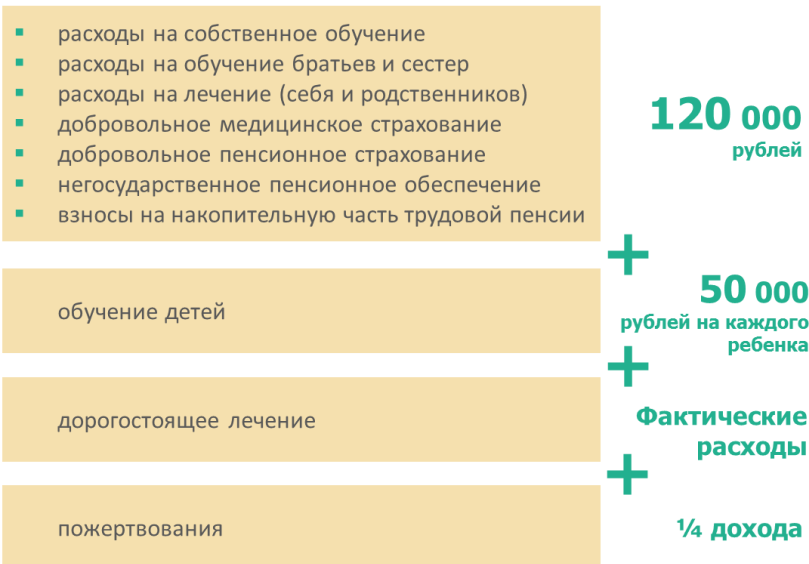 ▪ расходы на собственное обучение
▪ расходы на обучение братьев и сестер
▪ расходы на лечение (себя и родственников)
▪ добровольное медицинское страхование
▪ добровольное пенсионное страхование
▪ негосударственное пенсионное обеспечение
▪ взносы на накопительную часть трудовой пенсии
120 000
рублей
+
обучение детей
50 000
рублей на каждого
ребенка
+
дорогостоящее лечение
Фактические
расходы
+
пожертвования
¼ дохода